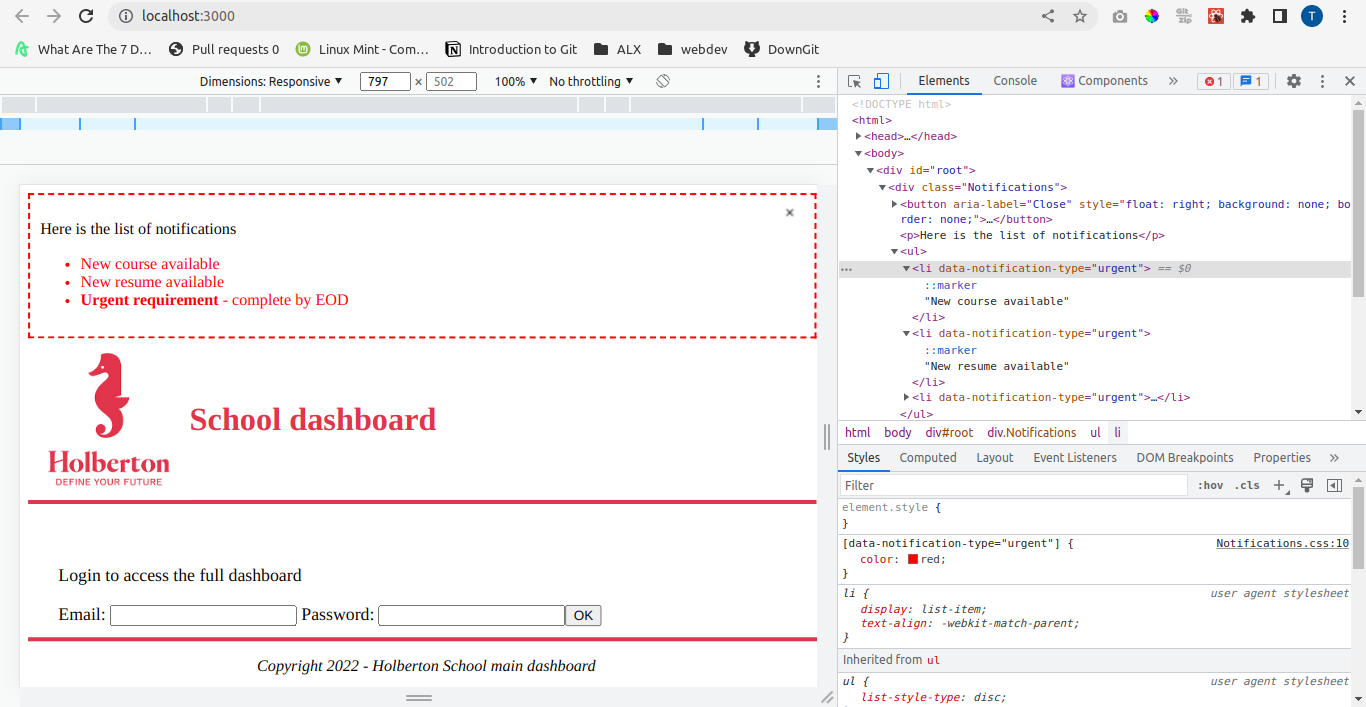 localhost:3000
T
What Are The 7 D...
Pull requests 0
Linux Mint - Com...
Introduction to Git
ALX
webdev
DownGit
Git
Zip
Dimensions: Responsive
797 × 502
100%
No throttling
Here is the list of notifications
New course available
New resume available
Urgent requirement - complete by EOD
Holberton
DEFINE YOUR FUTURE
School dashboard
Login to access the full dashboard
Email: Password: OK
Copyright 2022 - Holberton School main dashboard
Elements Console Components » 1 1
<!DOCTYPE html>
<html>
<head>…</head>
<body>
<div id="root">
<div class="Notifications">
<button aria-label="Close" style="float: right; background: none; bo
rder: none;">…</button>
<p>Here is the list of notifications</p>
<ul>
<li data-notification-type="urgent"> == $0
::marker
"New course available"
</li>
<li data-notification-type="urgent">
::marker
"New resume available"
</li>
<li data-notification-type="urgent">…</li>
</ul>
html body div#root div.Notifications ul li
Styles Computed Layout Event Listeners DOM Breakpoints Properties »
Filter :hov .cls +
element.style {
}
[data-notification-type="urgent"] { Notifications.css:10
color: red;
}
li { user agent stylesheet
display: list-item;
text-align: -webkit-match-parent;
}
Inherited from ul
ul { user agent stylesheet
list-style-type: disc;